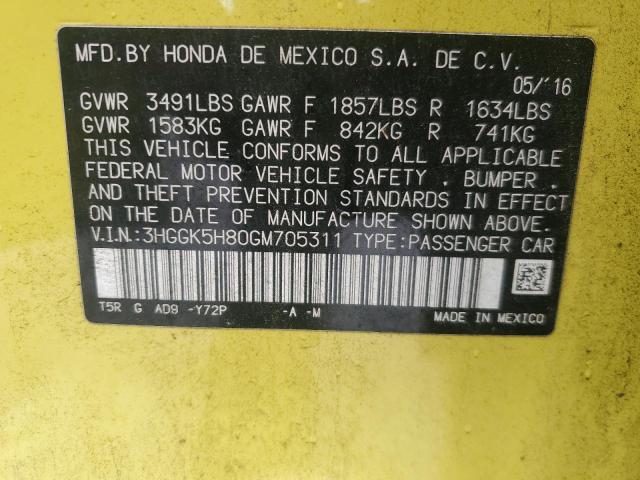 MFD.BY HONDA DE MEXICO S.A. DE C.V.
05/'16
GVWR 3491LBS GAWR F 1857LBS R 1634LBS
GVWR 1583KG GAWR F 842KG R 741KG
THIS VEHICLE CONFORMS TO ALL APPLICABLE
FEDERAL MOTOR VEHICLE SAFETY , BUMPER ,
AND THEFT PREVENTION STANDARDS IN EFFECT
ON THE DATE OF MANUFACTURE SHOWN ABOVE.
V.I.N.:3HGGK5H80GM705311 TYPE:PASSENGER CAR
T5R G AD9 -Y72P -A -M MADE IN MEXICO